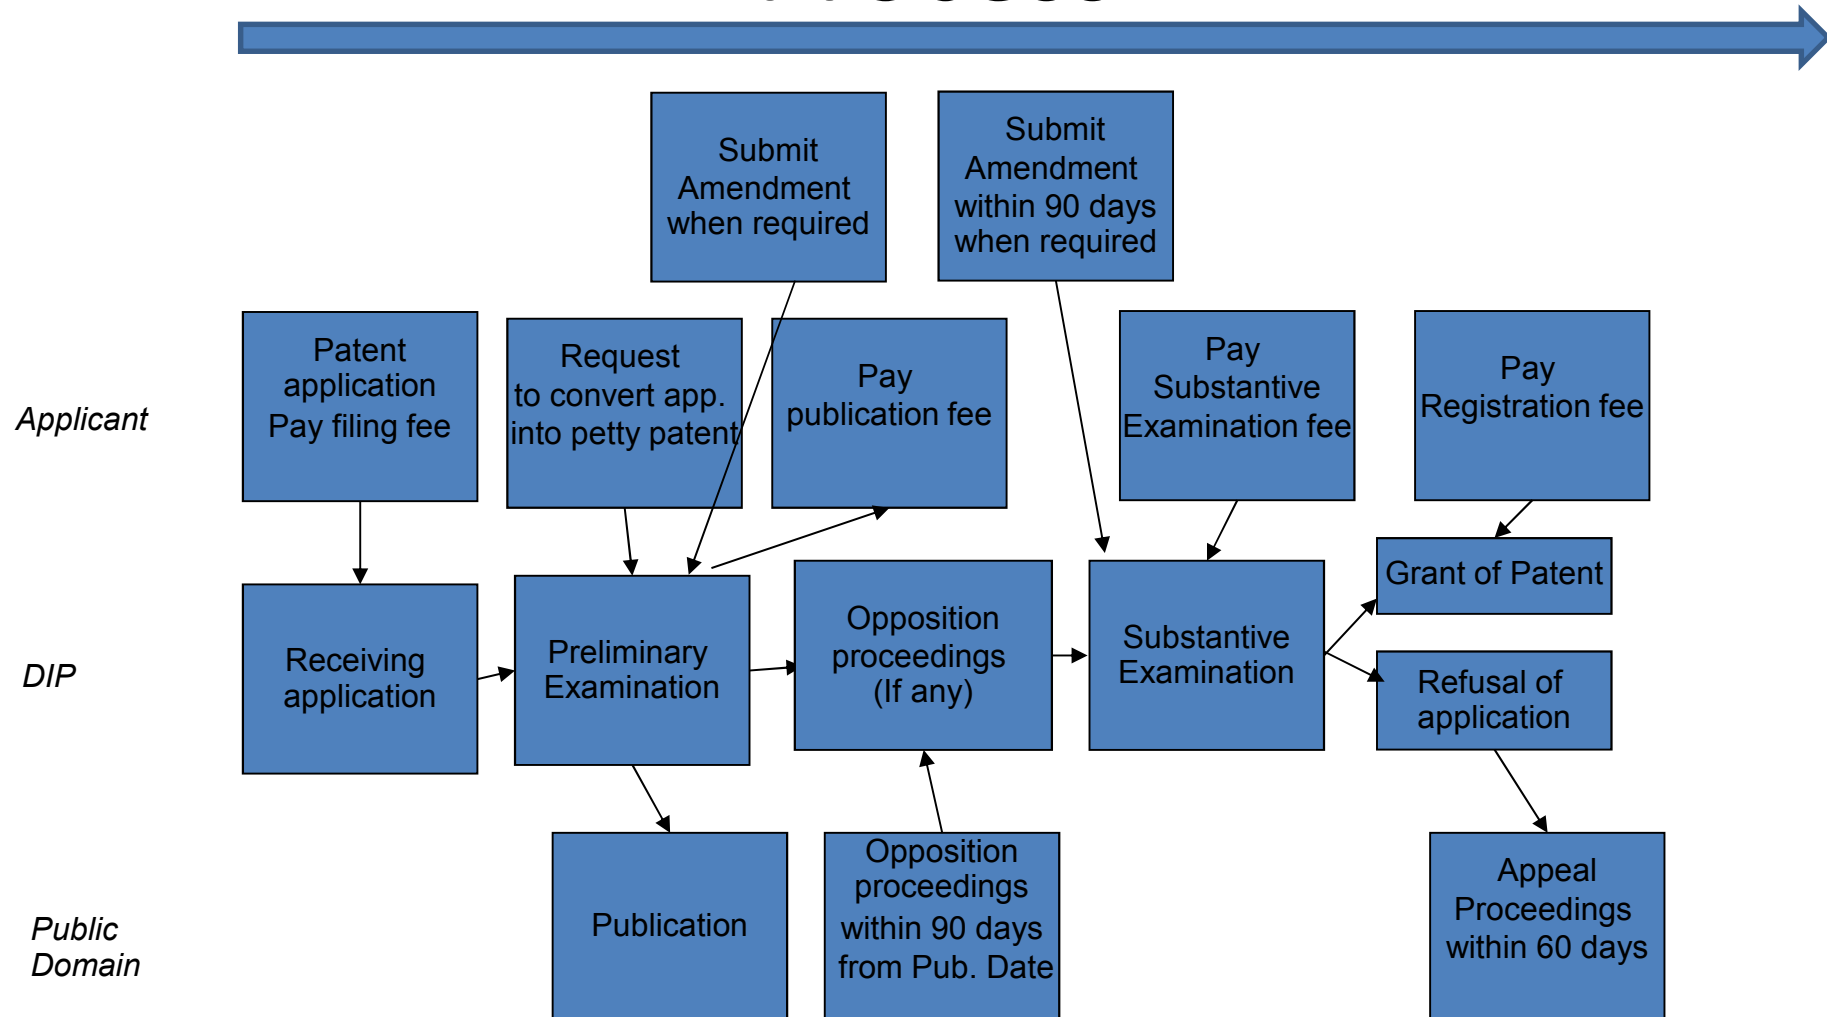 Submit
Amendment
when required
Submit
Amendment
within 90 days
when required
Applicant
Patent
application
Pay filing fee
Request
to convert app.
into petty patent
Pay
publication fee
Pay
Substantive
Examination fee
Pay
Registration fee
DIP
Receiving
application
Preliminary
Examination
Opposition
proceedings
(If any)
Substantive
Examination
Grant of Patent
Refusal of
application
Public
Domain
Publication
Opposition
proceedings
within 90 days
from Pub. Date
Appeal
Proceedings
within 60 days